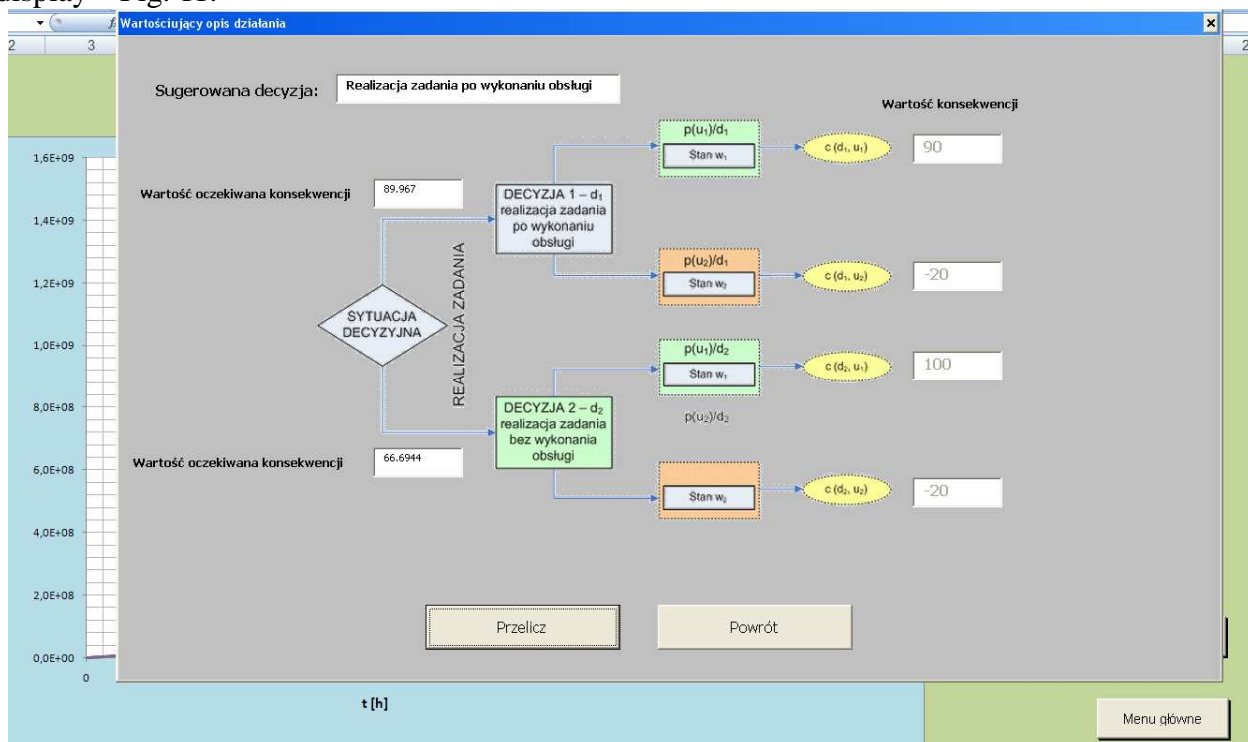 display – Fig. 11.
Wartościujący opis działania
2
3
2
Sugerowana decyzja:
Realizacja zadania po wykonaniu obsługi
Wartość konsekwencji
1,6E+09
1,4E+09
1,2E+09
1,0E+09
8,0E+08
6,0E+08
4,0E+08
2,0E+08
0,0E+00
0
t [h]
Wartość oczekiwana konsekwencji
89.967
SYTUACJA
DECYZYJNA
REALIZACJA ZADANIA
DECYZJA 1 – d₁
realizacja zadania
po wykonaniu
obsługi
p(u₁)/d₁
Stan w₁
c (d₁, u₁)
90
p(u₂)/d₁
Stan w₂
c (d₁, u₂)
-20
Wartość oczekiwana konsekwencji
66.6944
DECYZJA 2 – d₂
realizacja zadania
bez wykonania
obsługi
p(u₁)/d₂
Stan w₁
c (d₂, u₁)
100
p(u₂)/d₂
Stan w₂
c (d₂, u₂)
-20
Przelicz
Powrót
Menu główne